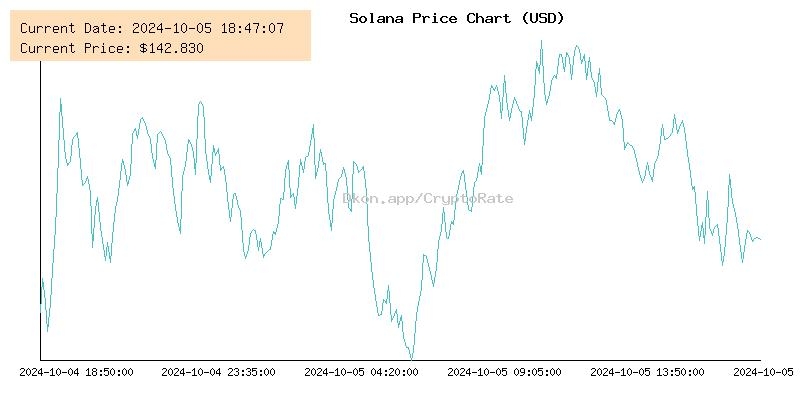 Solana Price Chart (USD)
Current Date: 2024-10-05 18:47:07
Current Price: $142.830
Dkon.app/CryptoRate
2024-10-04 18:50:00 2024-10-04 23:35:00 2024-10-05 04:20:00 2024-10-05 09:05:00 2024-10-05 13:50:00 2024-10-05